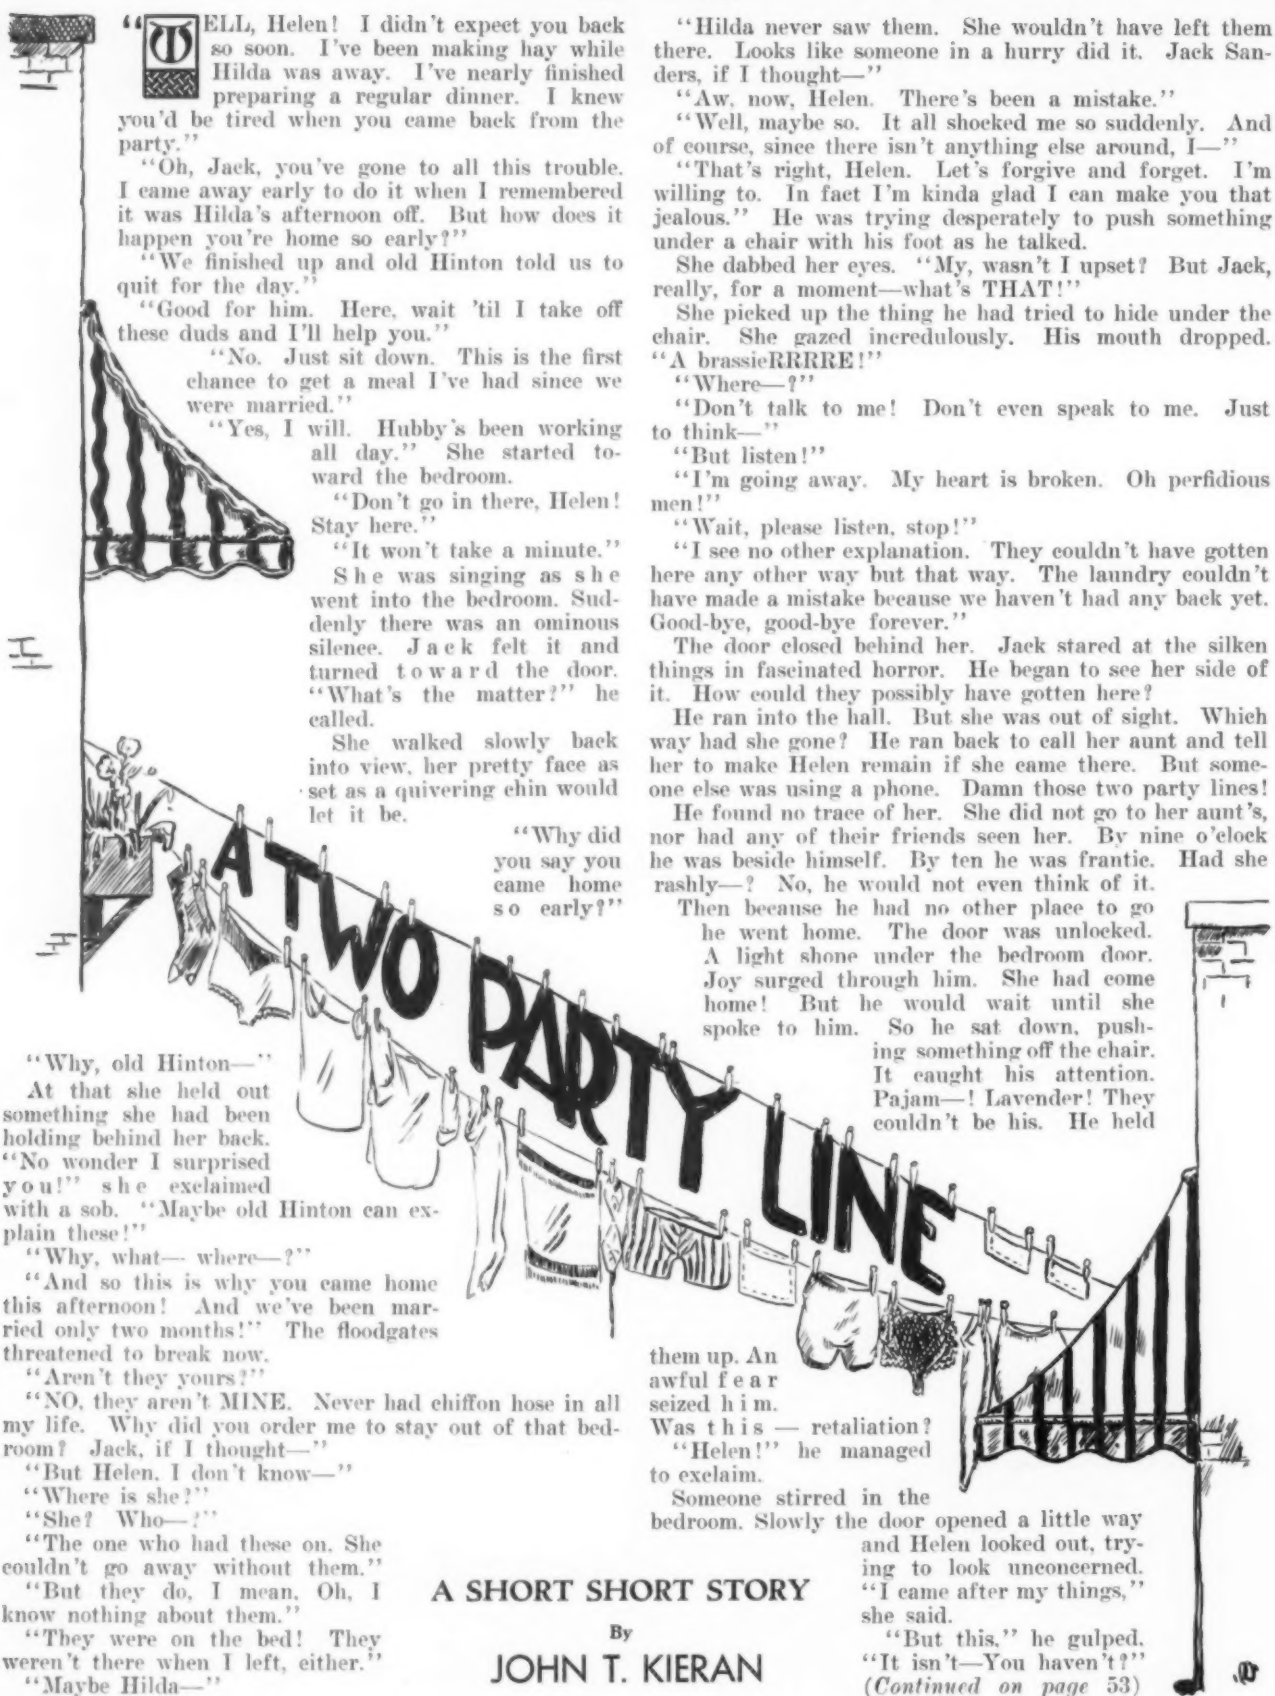 "WELL, Helen! I didn't expect you back
so soon. I've been making hay while
Hilda was away. I've nearly finished
preparing a regular dinner. I knew
you'd be tired when you came back from the
party."
"Oh, Jack, you've gone to all this trouble.
I came away early to do it when I remembered
it was Hilda's afternoon off. But how does it
happen you're home so early?"
"We finished up and old Hinton told us to
quit for the day."
"Good for him. Here, wait 'til I take off
these duds and I'll help you."
"No. Just sit down. This is the first
chance to get a meal I've had since we
were married."
"Yes, I will. Hubby's been working
all day." She started to-
ward the bedroom.
"Don't go in there, Helen!
Stay here."
"It won't take a minute."
She was singing as she
went into the bedroom. Sud-
denly there was an ominous
silence. Jack felt it and
turned toward the door.
"What's the matter?" he
called.
She walked slowly back
into view, her pretty face as
set as a quivering chin would
let it be.
"Why did
you say you
came home
so early?"
A TWO PARTY LINE
"Why, old Hinton—"
At that she held out
something she had been
holding behind her back.
"No wonder I surprised
you!" she exclaimed
with a sob. "Maybe old Hinton can ex-
plain these!"
"Why, what— where—?"
"And so this is why you came home
this afternoon! And we've been mar-
ried only two months!" The floodgates
threatened to break now.
"Aren't they yours?"
"NO, they aren't MINE. Never had chiffon hose in all
my life. Why did you order me to stay out of that bed-
room? Jack, if I thought—"
"But Helen, I don't know—"
"Where is she?"
"She? Who—?"
"The one who had these on. She
couldn't go away without them."
"But they do, I mean, Oh, I
know nothing about them."
"They were on the bed! They
weren't there when I left, either."
"Maybe Hilda—"
A SHORT SHORT STORY
By
JOHN T. KIERAN
"Hilda never saw them. She wouldn't have left them
there. Looks like someone in a hurry did it. Jack San-
ders, if I thought—"
"Aw, now, Helen. There's been a mistake."
"Well, maybe so. It all shocked me so suddenly. And
of course, since there isn't anything else around, I—"
"That's right, Helen. Let's forgive and forget. I'm
willing to. In fact I'm kinda glad I can make you that
jealous." He was trying desperately to push something
under a chair with his foot as he talked.
She dabbed her eyes. "My, wasn't I upset? But Jack,
really, for a moment—what's THAT!"
She picked up the thing he had tried to hide under the
chair. She gazed incredulously. His mouth dropped.
"A brassieRRRRE!"
"Where—?"
"Don't talk to me! Don't even speak to me. Just
to think—"
"But listen!"
"I'm going away. My heart is broken. Oh perfidious
men!"
"Wait, please listen, stop!"
"I see no other explanation. They couldn't have gotten
here any other way but that way. The laundry couldn't
have made a mistake because we haven't had any back yet.
Good-bye, good-bye forever."
The door closed behind her. Jack stared at the silken
things in fascinated horror. He began to see her side of
it. How could they possibly have gotten here?
He ran into the hall. But she was out of sight. Which
way had she gone? He ran back to call her aunt and tell
her to make Helen remain if she came there. But some-
one else was using a phone. Damn those two party lines!
He found no trace of her. She did not go to her aunt's,
nor had any of their friends seen her. By nine o'clock
he was beside himself. By ten he was frantic. Had she
rashly—? No, he would not even think of it.
Then because he had no other place to go
he went home. The door was unlocked.
A light shone under the bedroom door.
Joy surged through him. She had come
home! But he would wait until she
spoke to him. So he sat down, push-
ing something off the chair.
It caught his attention.
Pajam—! Lavender! They
couldn't be his. He held
them up. An
awful fear
seized him.
Was this — retaliation?
"Helen!" he managed
to exclaim.
Someone stirred in the
bedroom. Slowly the door opened a little way
and Helen looked out, try-
ing to look unconcerned.
"I came after my things,"
she said.
"But this," he gulped.
"It isn't—You haven't?"
(Continued on page 53)